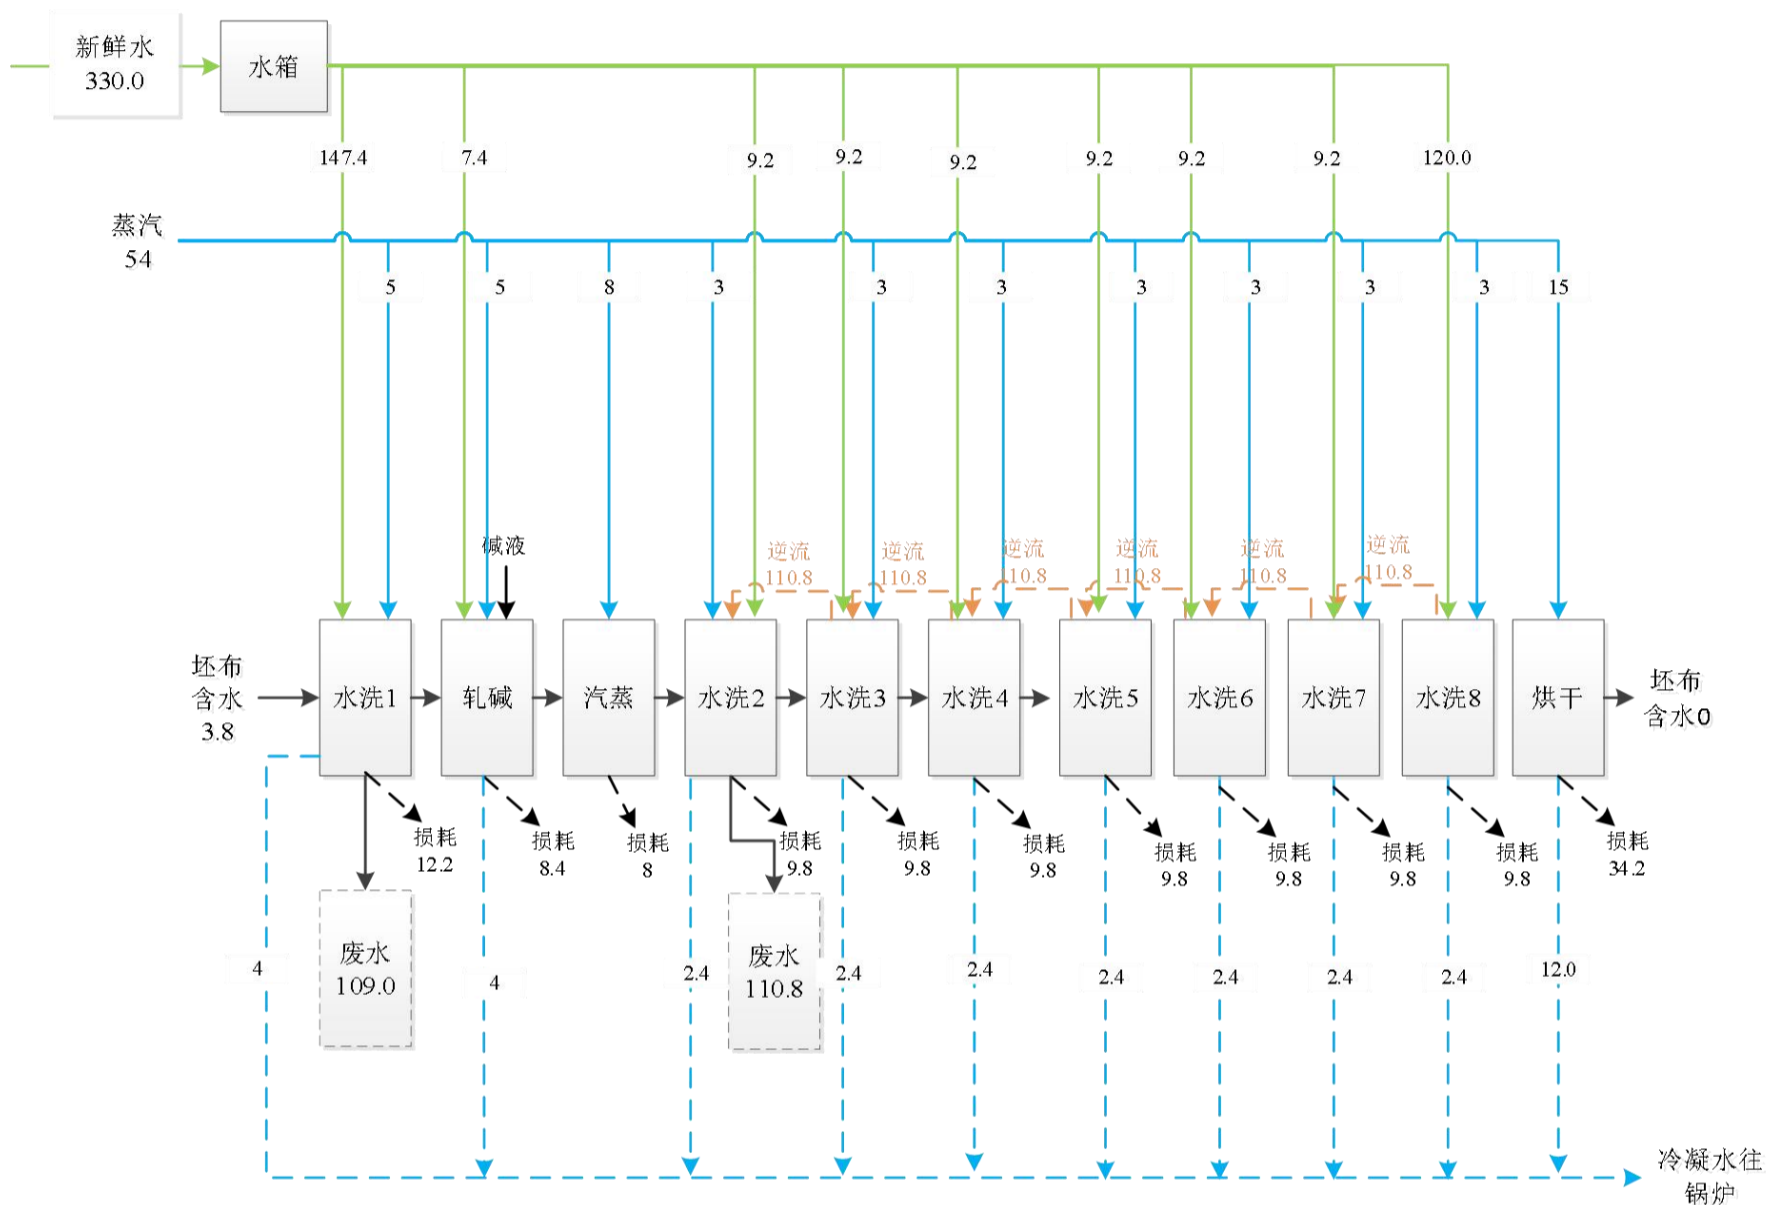 新鲜水
330.0
水箱
147.4
7.4
9.2
9.2
9.2
9.2
9.2
9.2
120.0
蒸汽
54
5
5
8
3
3
3
3
3
3
3
15
碱液
逆流
110.8
逆流
110.8
逆流
110.8
逆流
110.8
逆流
110.8
逆流
110.8
坯布
含水
3.8
水洗1
轧碱
汽蒸
水洗2
水洗3
水洗4
水洗5
水洗6
水洗7
水洗8
烘干
坯布
含水0
损耗
12.2
损耗
8.4
损耗
8
损耗
9.8
损耗
9.8
损耗
9.8
损耗
9.8
损耗
9.8
损耗
9.8
损耗
9.8
损耗
34.2
废水
109.0
废水
110.8
4
4
2.4
2.4
2.4
2.4
2.4
2.4
2.4
12.0
冷凝水往
锅炉